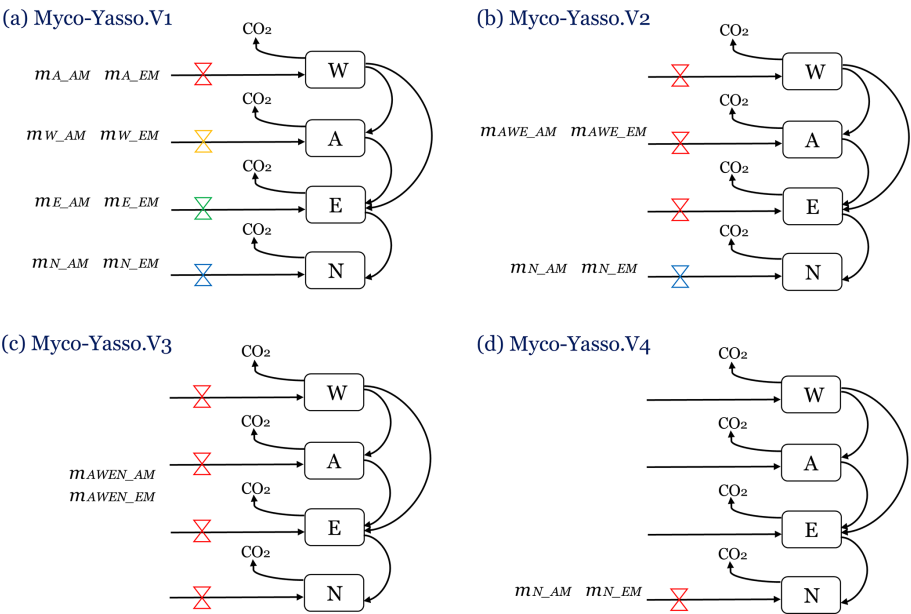 (a) Myco-Yasso.V1
CO2
mA_AM mA_EM
W
CO2
mW_AM mW_EM
A
CO2
mE_AM mE_EM
E
CO2
mN_AM mN_EM
N
(b) Myco-Yasso.V2
CO2
W
CO2
mAWE_AM mAWE_EM
A
CO2
E
CO2
mN_AM mN_EM
N
(c) Myco-Yasso.V3
CO2
W
CO2
A
mAWEN_AM
mAWEN_EM
CO2
E
CO2
N
(d) Myco-Yasso.V4
CO2
W
CO2
A
CO2
E
CO2
mN_AM mN_EM
N